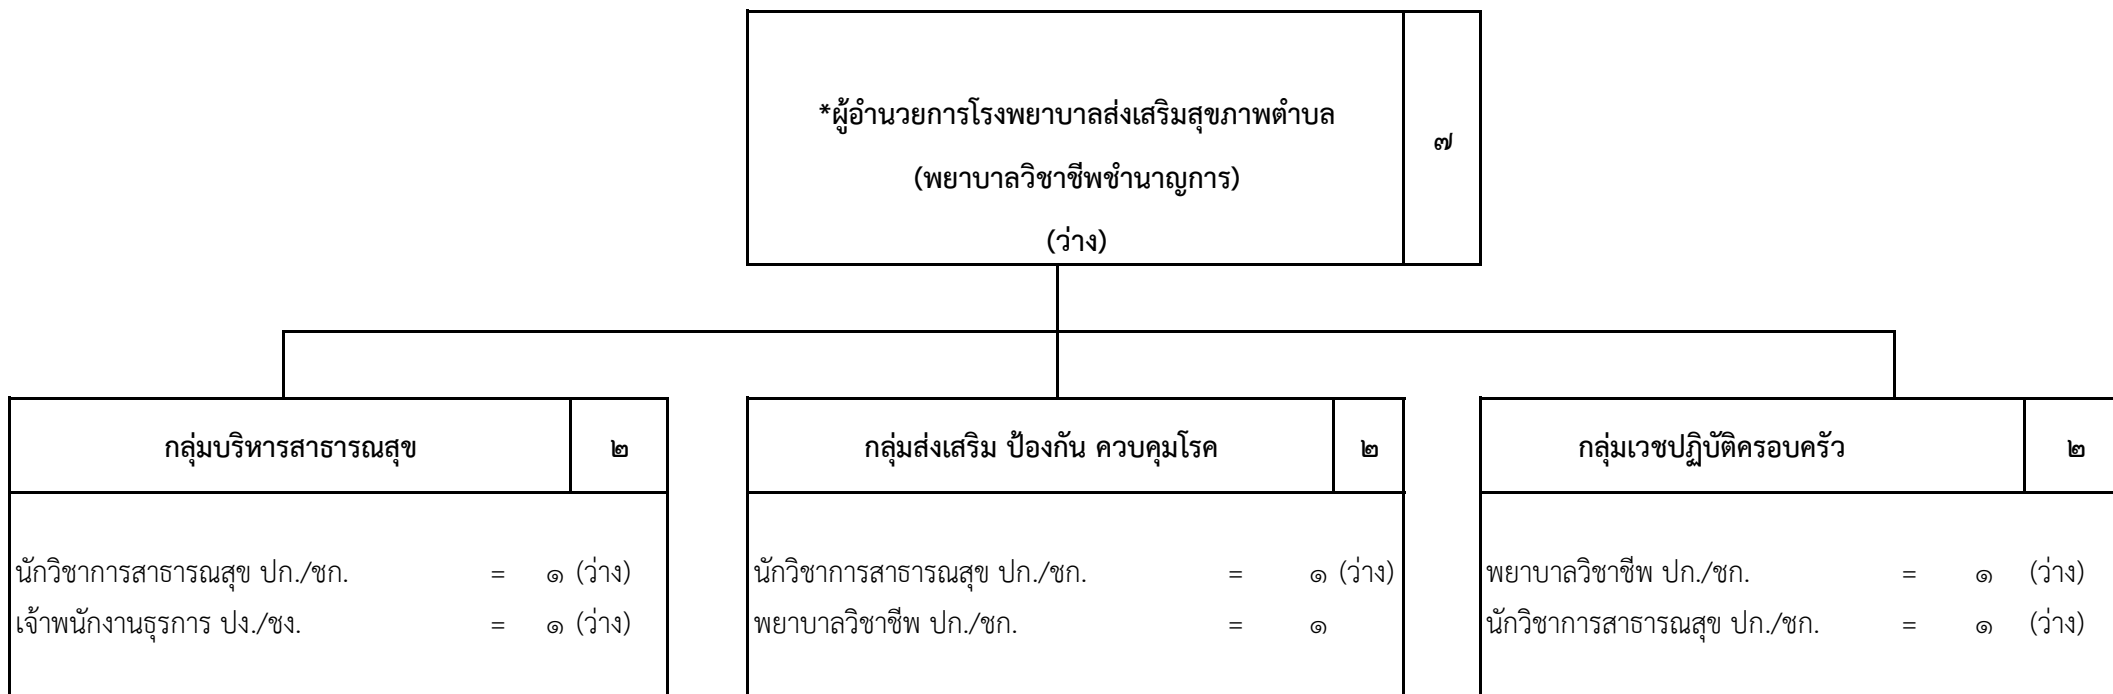 *ผู้อำนวยการโรงพยาบาลส่งเสริมสุขภาพตำบล
(พยาบาลวิชาชีพชำนาญการ)
(ว่าง)
๗
กลุ่มบริหารสาธารณสุข ๒
นักวิชาการสาธารณสุข ปก./ชก. = ๑ (ว่าง)
เจ้าพนักงานธุรการ ปง./ชง. = ๑ (ว่าง)
กลุ่มส่งเสริม ป้องกัน ควบคุมโรค ๒
นักวิชาการสาธารณสุข ปก./ชก. = ๑ (ว่าง)
พยาบาลวิชาชีพ ปก./ชก. = ๑
กลุ่มเวชปฏิบัติครอบครัว ๒
พยาบาลวิชาชีพ ปก./ชก. = ๑ (ว่าง)
นักวิชาการสาธารณสุข ปก./ชก. = ๑ (ว่าง)